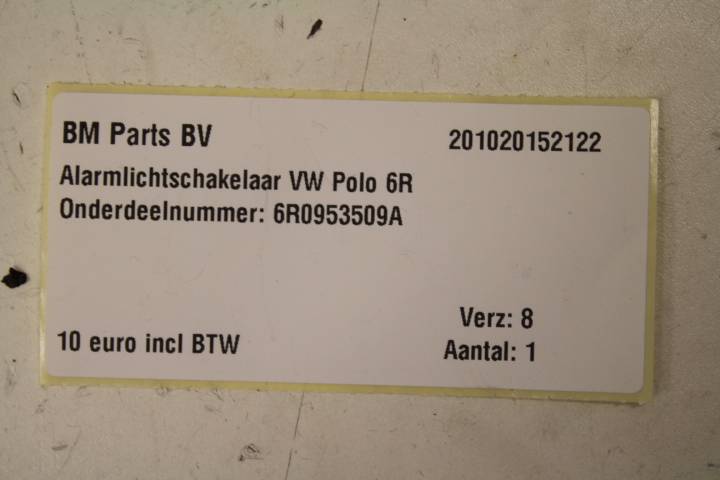 BM Parts BV 201020152122
Alarmlichtschakelaar VW Polo 6R
Onderdeelnummer: 6R0953509A
Verz: 8
10 euro incl BTW Aantal: 1